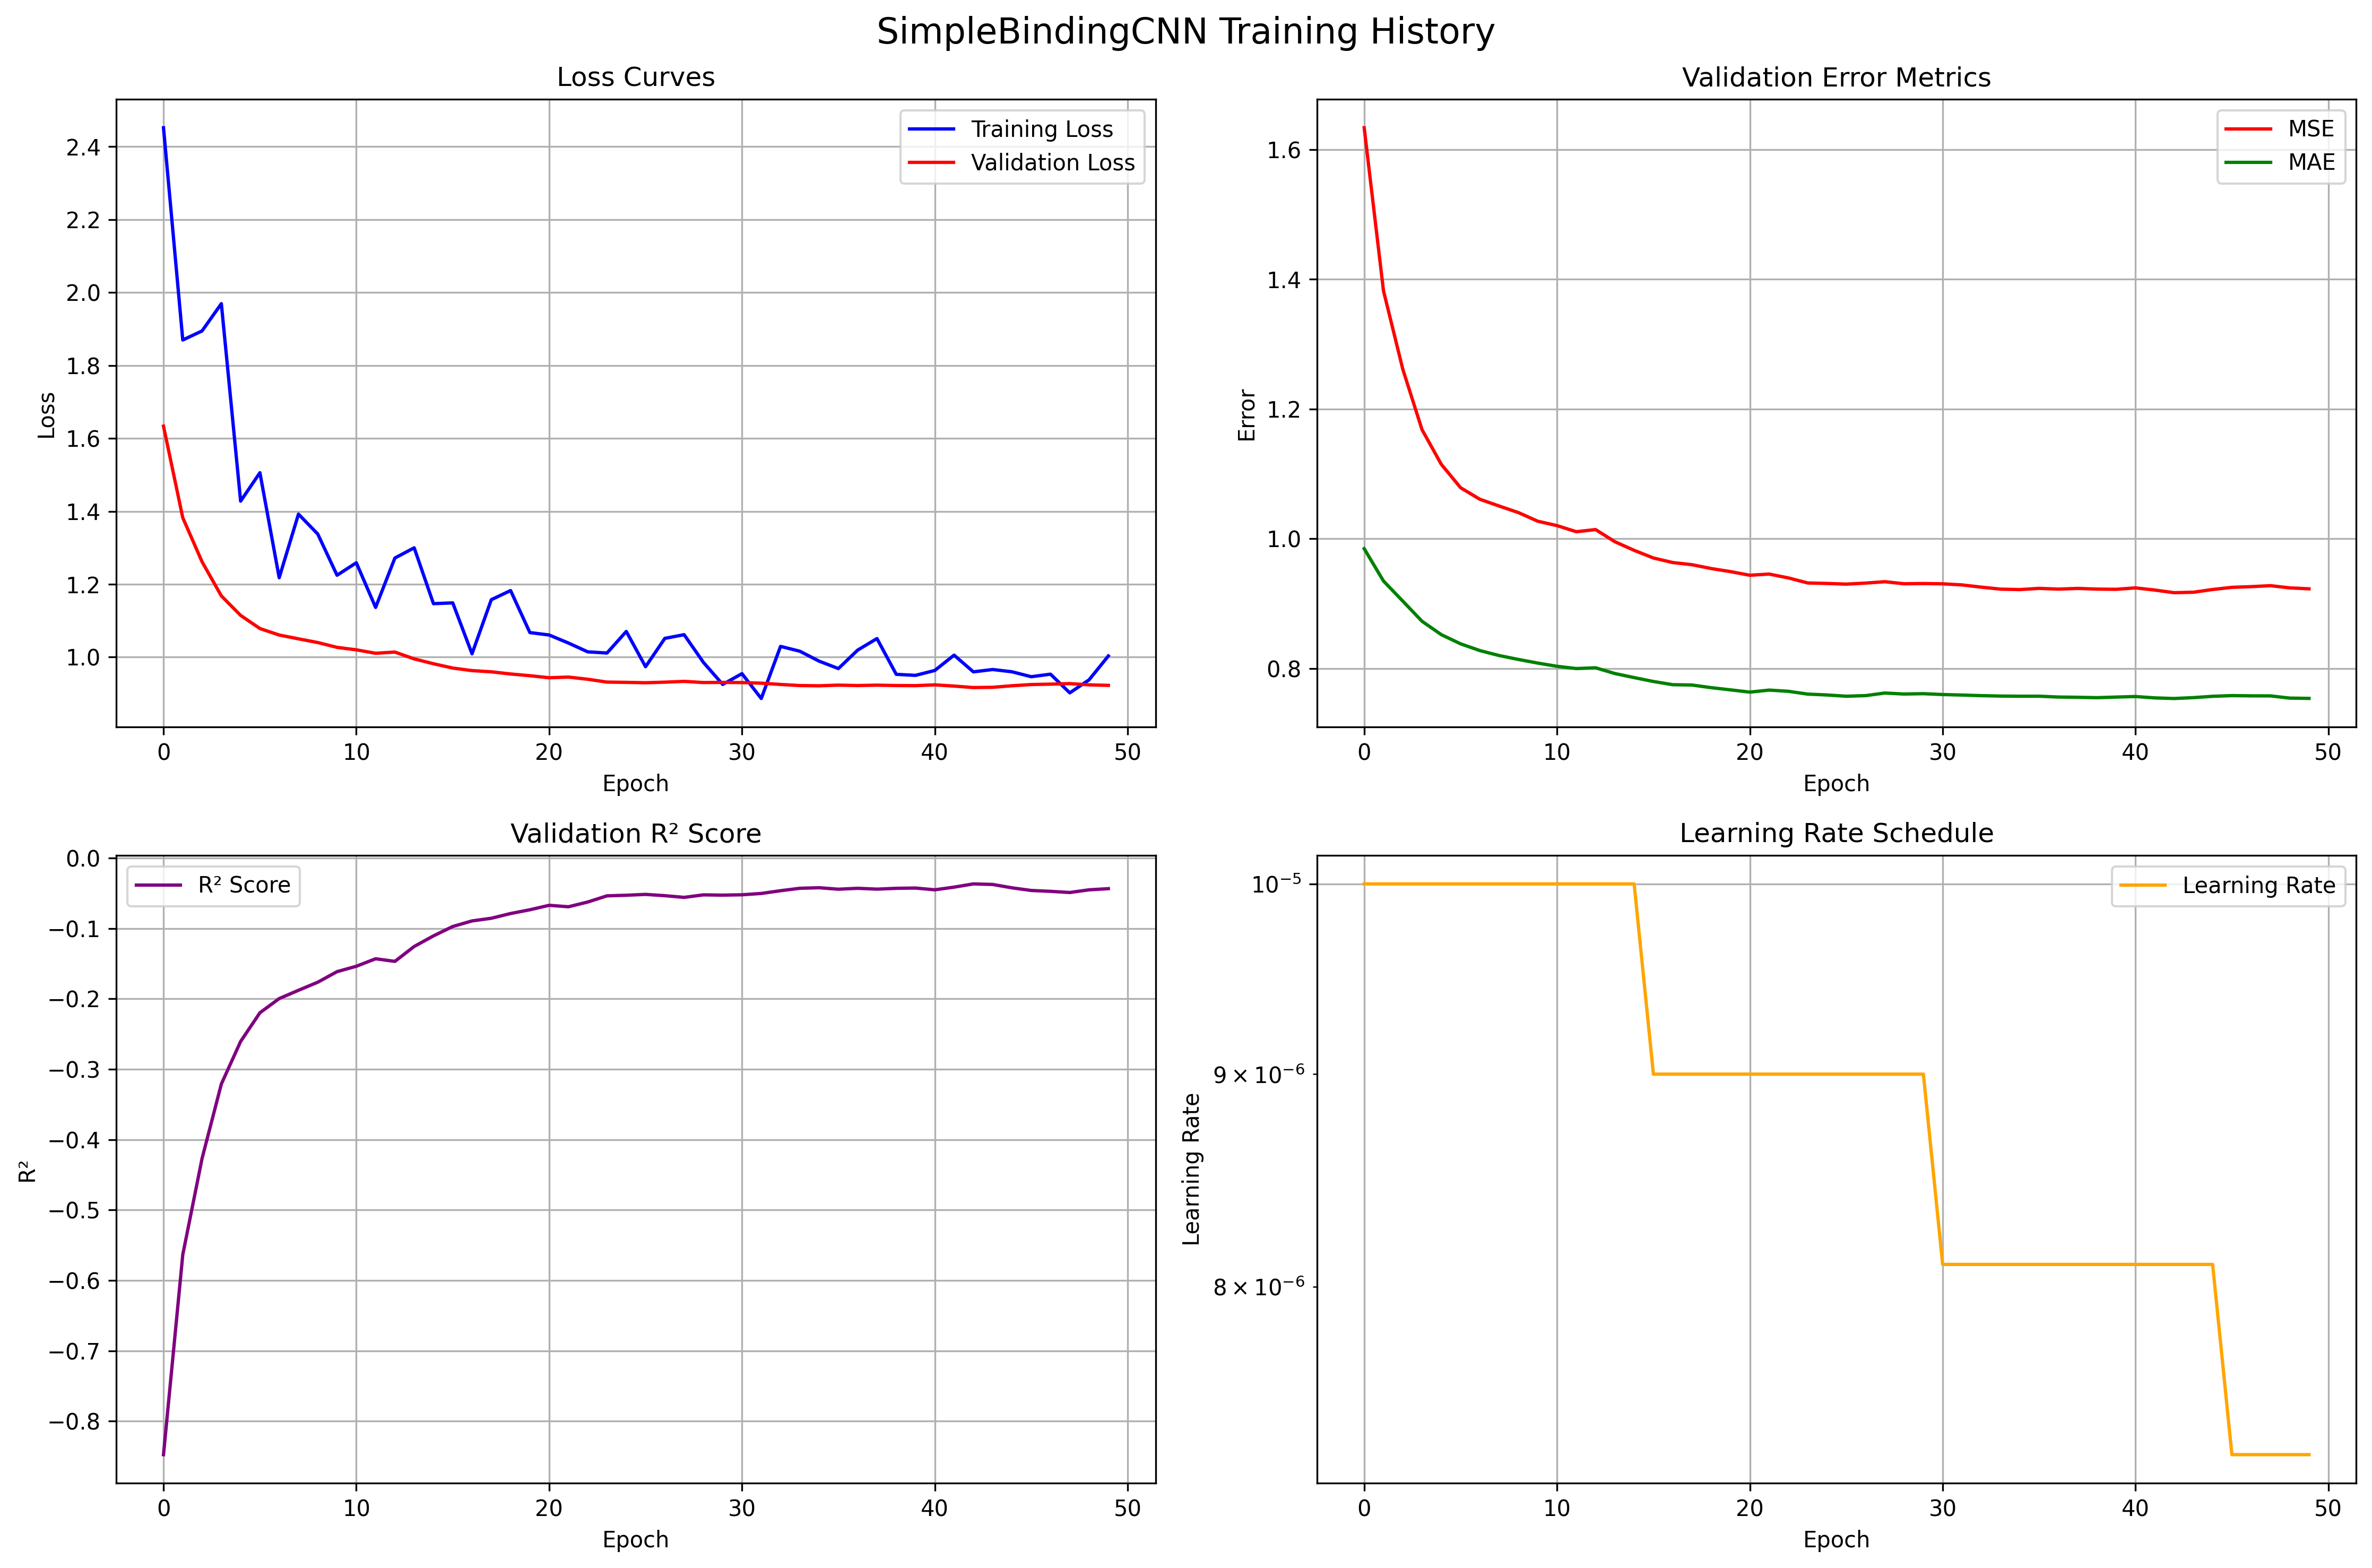 SimpleBindingCNN Training History
Loss Curves
Training Loss
Validation Loss
2.4
2.2
2.0
1.8
1.6
1.4
1.2
1.0
Loss
0 10 20 30 40 50
Epoch
Validation Error Metrics
MSE
MAE
1.6
1.4
1.2
1.0
0.8
Error
0 10 20 30 40 50
Epoch
Validation R² Score
R² Score
0.0
−0.1
−0.2
−0.3
−0.4
−0.5
−0.6
−0.7
−0.8
R²
0 10 20 30 40 50
Epoch
Learning Rate Schedule
Learning Rate
10⁻⁵
9 × 10⁻⁶
8 × 10⁻⁶
Learning Rate
0 10 20 30 40 50
Epoch